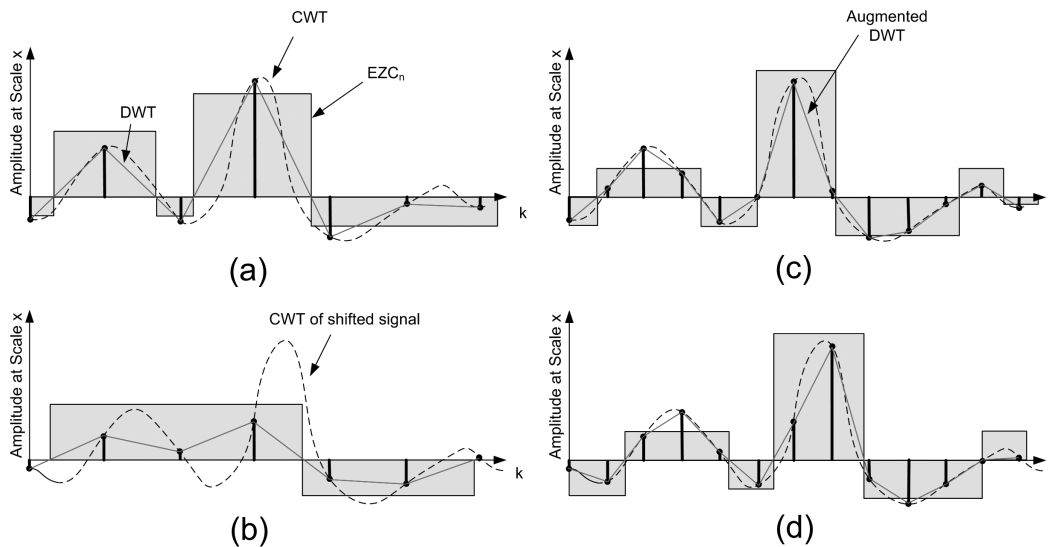 CWT
EZCn
DWT
Amplitude at Scale x
k
(a)
Augmented
DWT
Amplitude at Scale x
(c)
CWT of shifted signal
Amplitude at Scale x
k
(b)
Amplitude at Scale x
(d)